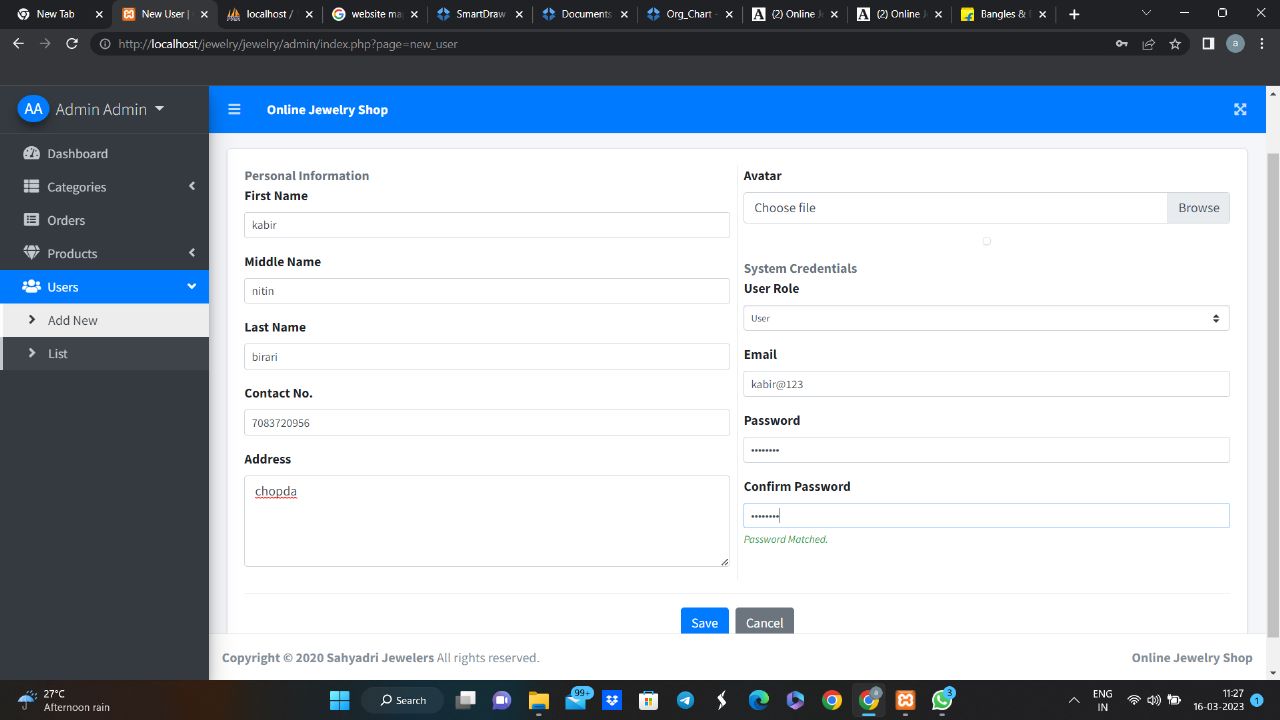 New Tab
New User |
localhost /
website ma
SmartDraw
Documents
Org_Chart -
(2) Online
(2) Online J
Bangles &
http://localhost/jewelry/jewelry/admin/index.php?page=new_user
a
AA Admin Admin
Online Jewelry Shop
Dashboard
Categories
Orders
Products
Users
Add New
List
Personal Information
First Name
kabir
Middle Name
nitin
Last Name
birari
Contact No.
7083720956
Address
chopda
Avatar
Choose file
Browse
System Credentials
User Role
User
Email
kabir@123
Password
••••••••
Confirm Password
••••••••
Password Matched.
Save
Cancel
Copyright © 2020 Sahyadri Jewelers All rights reserved.
Online Jewelry Shop
27°C
Afternoon rain
Search
99+
3
ENG
IN
11:27
16-03-2023
1